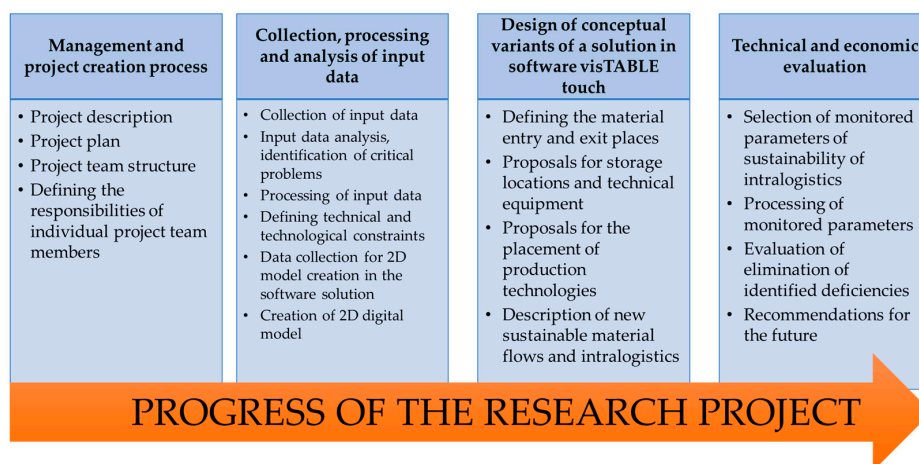 Management and
project creation process
• Project description
• Project plan
• Project team structure
• Defining the
responsibilities of
individual project team
members
Collection, processing
and analysis of input
data
• Collection of input data
• Input data analysis,
identification of critical
problems
• Processing of input data
• Defining technical and
technological constraints
• Data collection for 2D
model creation in the
software solution
• Creation of 2D digital
model
Design of conceptual
variants of a solution in
software visTABLE
touch
• Defining the material
entry and exit places
• Proposals for storage
locations and technical
equipment
• Proposals for the
placement of
production
technologies
• Description of new
sustainable material
flows and intralogistics
Technical and economic
evaluation
• Selection of monitored
parameters of
sustainability of
intralogistics
• Processing of
monitored parameters
• Evaluation of
elimination of
identified deficiencies
• Recommendations for
the future
PROGRESS OF THE RESEARCH PROJECT